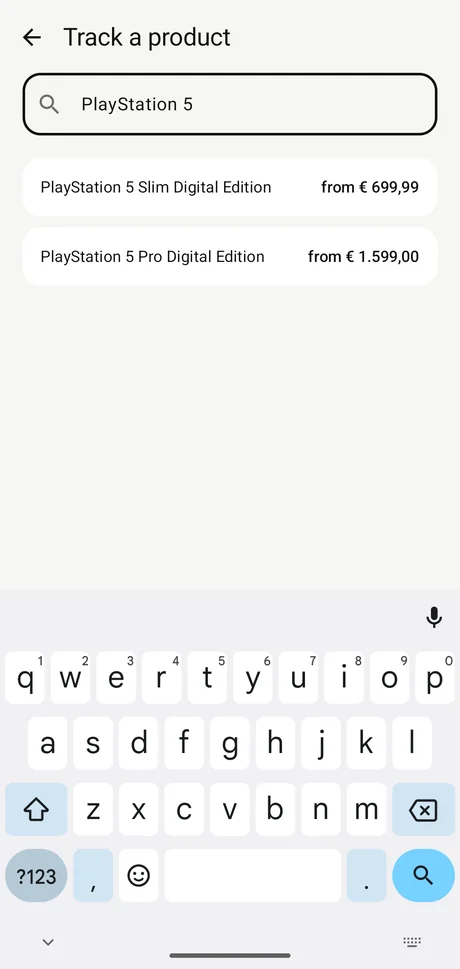 Track a product
PlayStation 5
PlayStation 5 Slim Digital Edition from € 699,99
PlayStation 5 Pro Digital Edition from € 1.599,00
1 2 3 4 5 6 7 8 9 0
q w e r t y u i o p
a s d f g h j k l
z x c v b n m
?123 , .